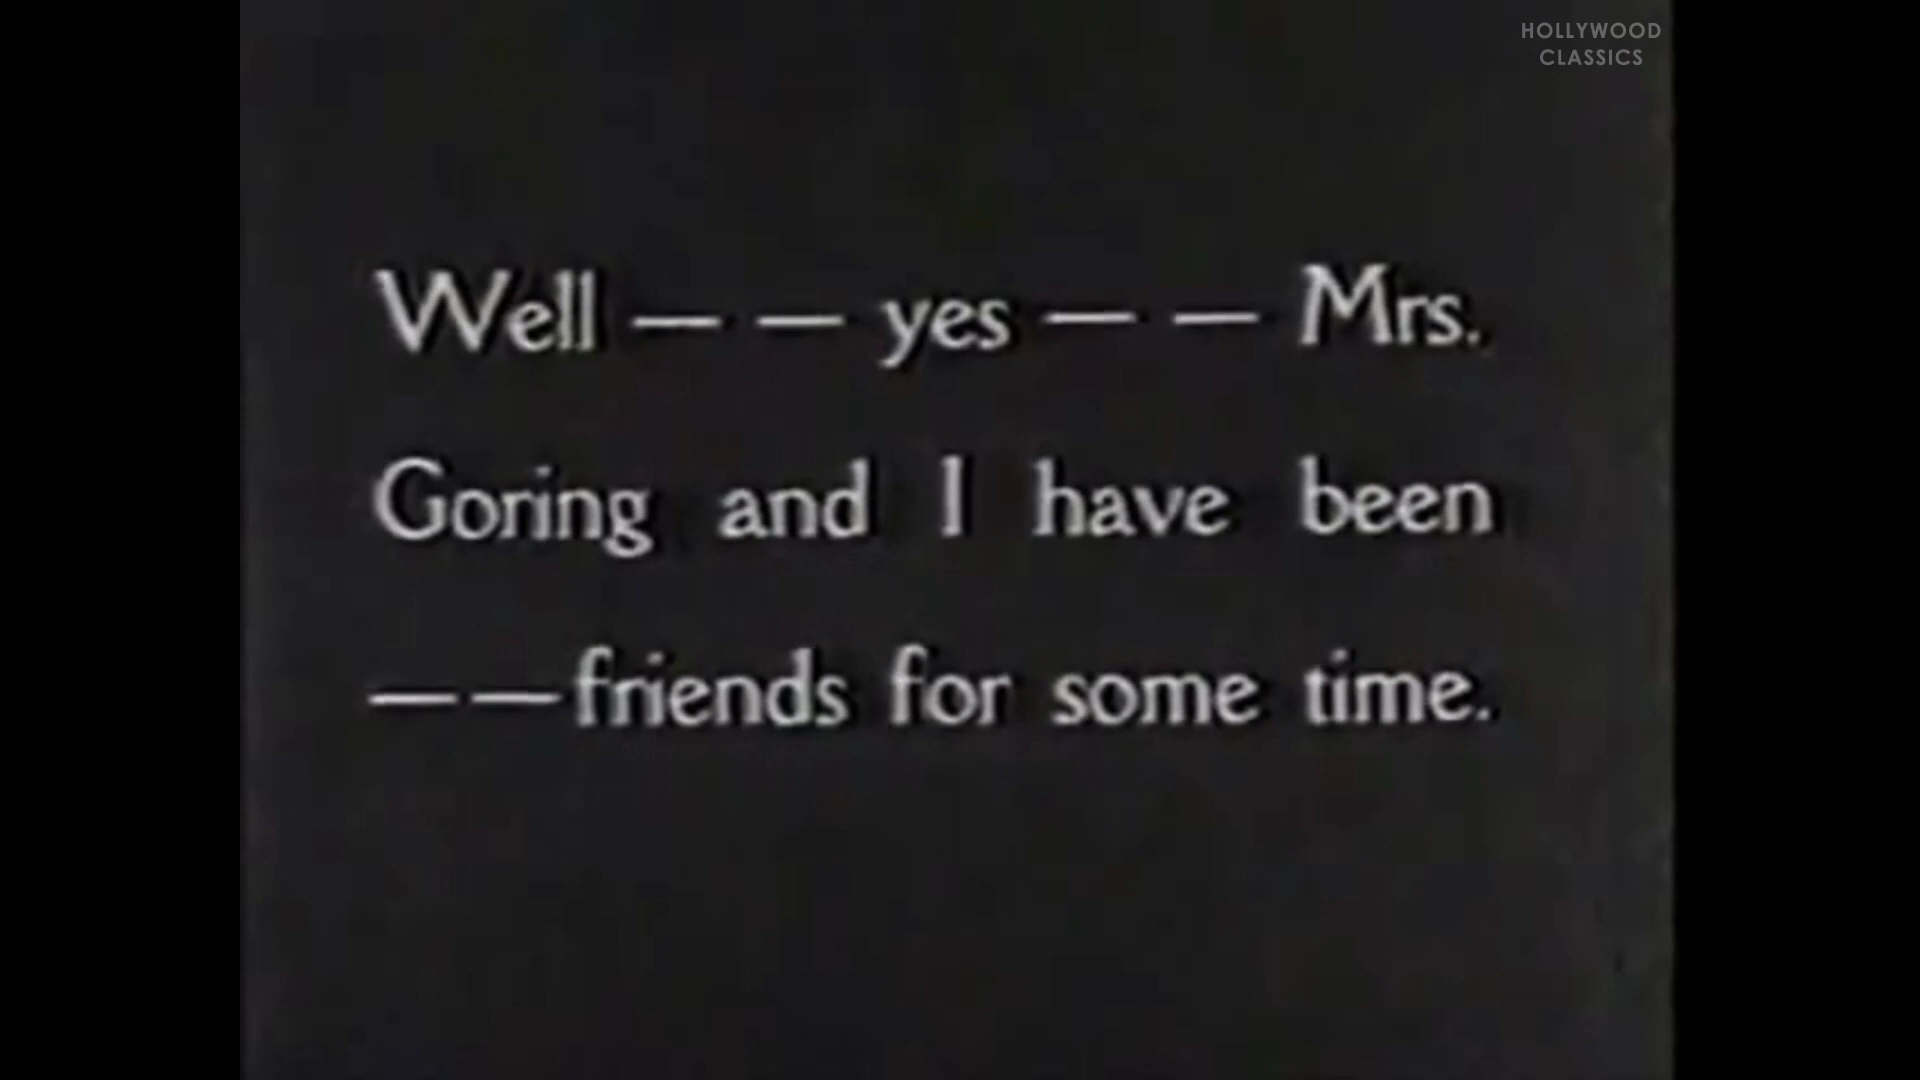 HOLLYWOOD
CLASSICS
Well — — yes — — Mrs.
Goring and I have been
— —friends for some time.